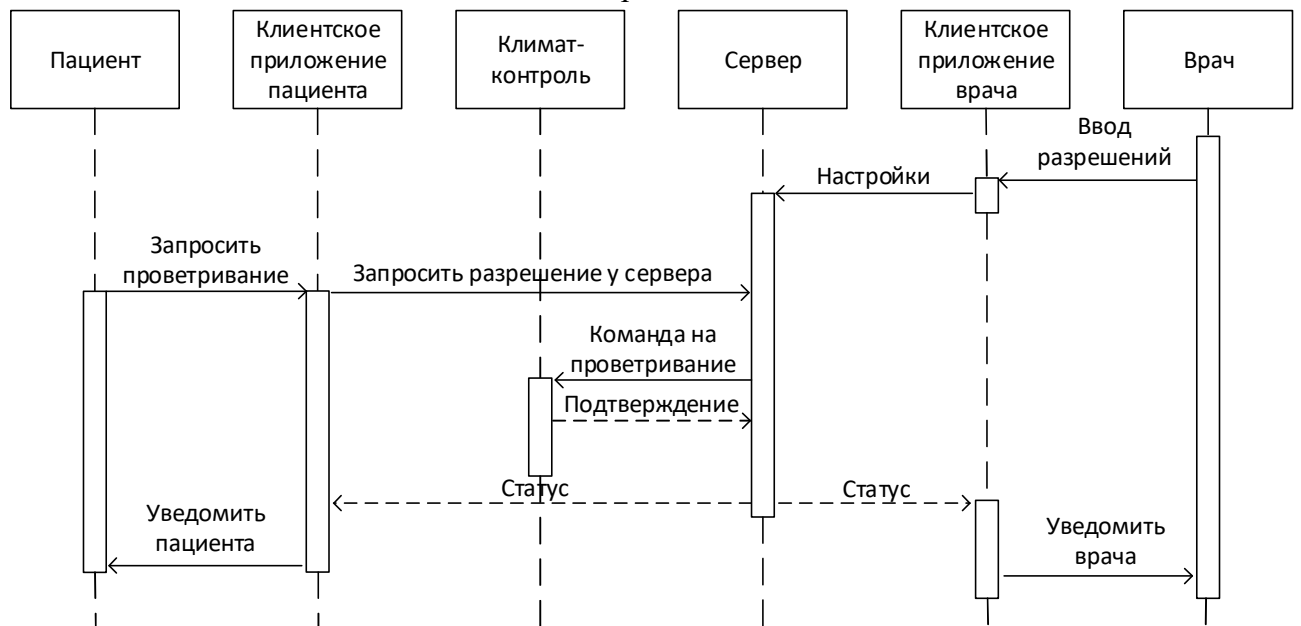 Пациент
Клиентское
приложение
пациента
Климат-
контроль
Сервер
Клиентское
приложение
врача
Врач
Ввод
разрешений
Настройки
Запросить
проветривание
Запросить разрешение у сервера
Команда на
проветривание
Подтверждение
Статус
Статус
Уведомить
пациента
Уведомить
врача